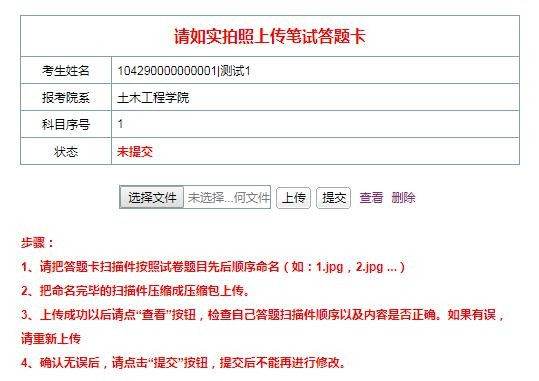 请如实拍照上传笔试答题卡
考生姓名 104290000000001|测试1
报考院系 土木工程学院
科目序号 1
状态 未提交
选择文件 未选择...何文件 上传 提交 查看 删除
步骤：
1、请把答题卡扫描件按照试卷题目先后顺序命名（如：1.jpg，2.jpg ...）
2、把命名完毕的扫描件压缩成压缩包上传。
3、上传成功以后请点“查看”按钮，检查自己答题扫描件顺序以及内容是否正确。如果有误，
请重新上传
4、确认无误后，请点击“提交”按钮，提交后不能再进行修改。